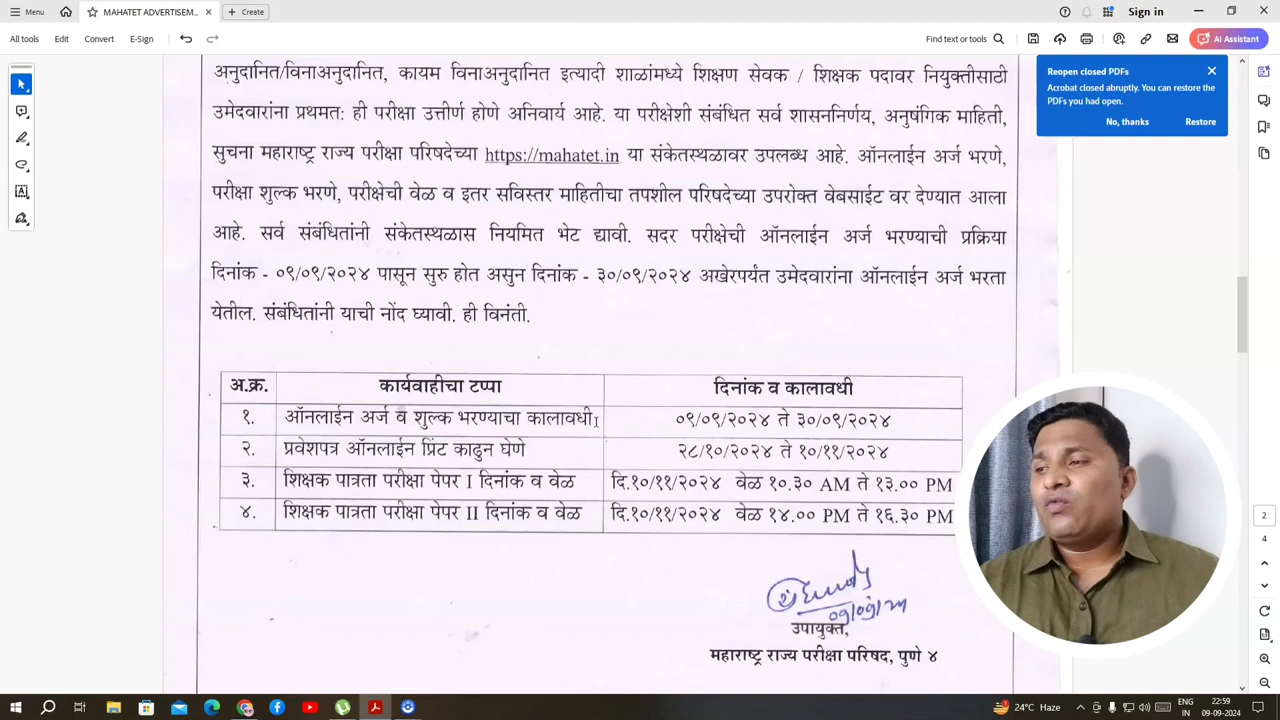 Menu
MAHATET ADVERTISEM...
Create
Sign in
All tools Edit Convert E-Sign
Find text or tools
AI Assistant
Reopen closed PDFs
Acrobat closed abruptly. You can restore the
PDFs you had open.
No, thanks Restore
अनुदानित/विनाअनुदानित, कायम विनाअनुदानित इत्यादी शाळांमध्ये शिक्षण सेवक / शिक्षक पदावर नियुक्तीसाठी
उमेदवारांना प्रथमत: ही परीक्षा उत्तीर्ण होणे अनिवार्य आहे. या परीक्षेशी संबंधित सर्व शासननिर्णय, अनुषंगिक माहिती,
सुचना महाराष्ट्र राज्य परीक्षा परिषदेच्या https://mahatet.in या संकेतस्थळावर उपलब्ध आहे. ऑनलाईन अर्ज भरणे,
परीक्षा शुल्क भरणे, परीक्षेची वेळ व इतर सविस्तर माहितीचा तपशील परिषदेच्या उपरोक्त वेबसाईट वर देण्यात आला
आहे. सर्व संबंधितांनी संकेतस्थळास नियमित भेट द्यावी. सदर परीक्षेची ऑनलाईन अर्ज भरण्याची प्रक्रिया
दिनांक - ०९/०९/२०२४ पासून सुरु होत असुन दिनांक - ३०/०९/२०२४ अखेरपर्यंत उमेदवारांना ऑनलाईन अर्ज भरता
येतील. संबंधितांनी याची नोंद घ्यावी. ही विनंती.
अ.क्र. कार्यवाहीचा टप्पा दिनांक व कालावधी
१. ऑनलाईन अर्ज व शुल्क भरण्याचा कालावधी ०९/०९/२०२४ ते ३०/०९/२०२४
२. प्रवेशपत्र ऑनलाईन प्रिंट काढुन घेणे २८/१०/२०२४ ते १०/११/२०२४
३. शिक्षक पात्रता परीक्षा पेपर I दिनांक व वेळ दि.१०/११/२०२४ वेळ १०.३० AM ते १३.०० PM
४. शिक्षक पात्रता परीक्षा पेपर II दिनांक व वेळ दि.१०/११/२०२४ वेळ १४.०० PM ते १६.३० PM
उपायुक्त,
महाराष्ट्र राज्य परीक्षा परिषद, पुणे ४
2
4
24°C Haze
ENG
IN
22:59
09-09-2024